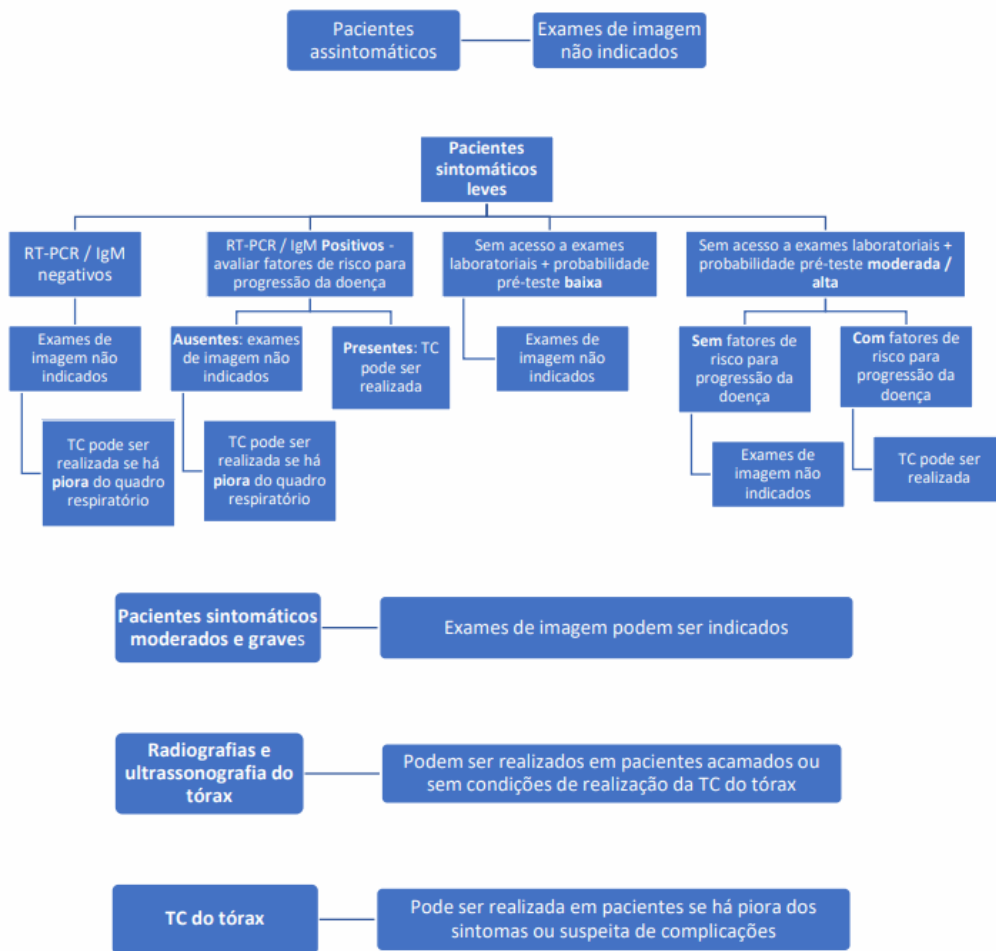 Pacientes
assintomáticos
Exames de imagem
não indicados
Pacientes
sintomáticos
leves
RT-PCR / IgM
negativos
RT-PCR / IgM Positivos -
avaliar fatores de risco para
progressão da doença
Sem acesso a exames
laboratoriais + probabilidade
pré-teste baixa
Sem acesso a exames laboratoriais +
probabilidade pré-teste moderada /
alta
Exames de
imagem não
indicados
Ausentes: exames
de imagem não
indicados
Presentes: TC
pode ser
realizada
Exames de
imagem não
indicados
Sem fatores de
risco para
progressão da
doença
Com fatores de
risco para
progressão da
doença
TC pode ser
realizada se há
piora do quadro
respiratório
TC pode ser
realizada se há
piora do quadro
respiratório
Exames de
imagem não
indicados
TC pode ser
realizada
Pacientes sintomáticos
moderados e graves
Exames de imagem podem ser indicados
Radiografias e
ultrassonografia do
tórax
Podem ser realizados em pacientes acamados ou
sem condições de realização da TC do tórax
TC do tórax
Pode ser realizada em pacientes se há piora dos
sintomas ou suspeita de complicações